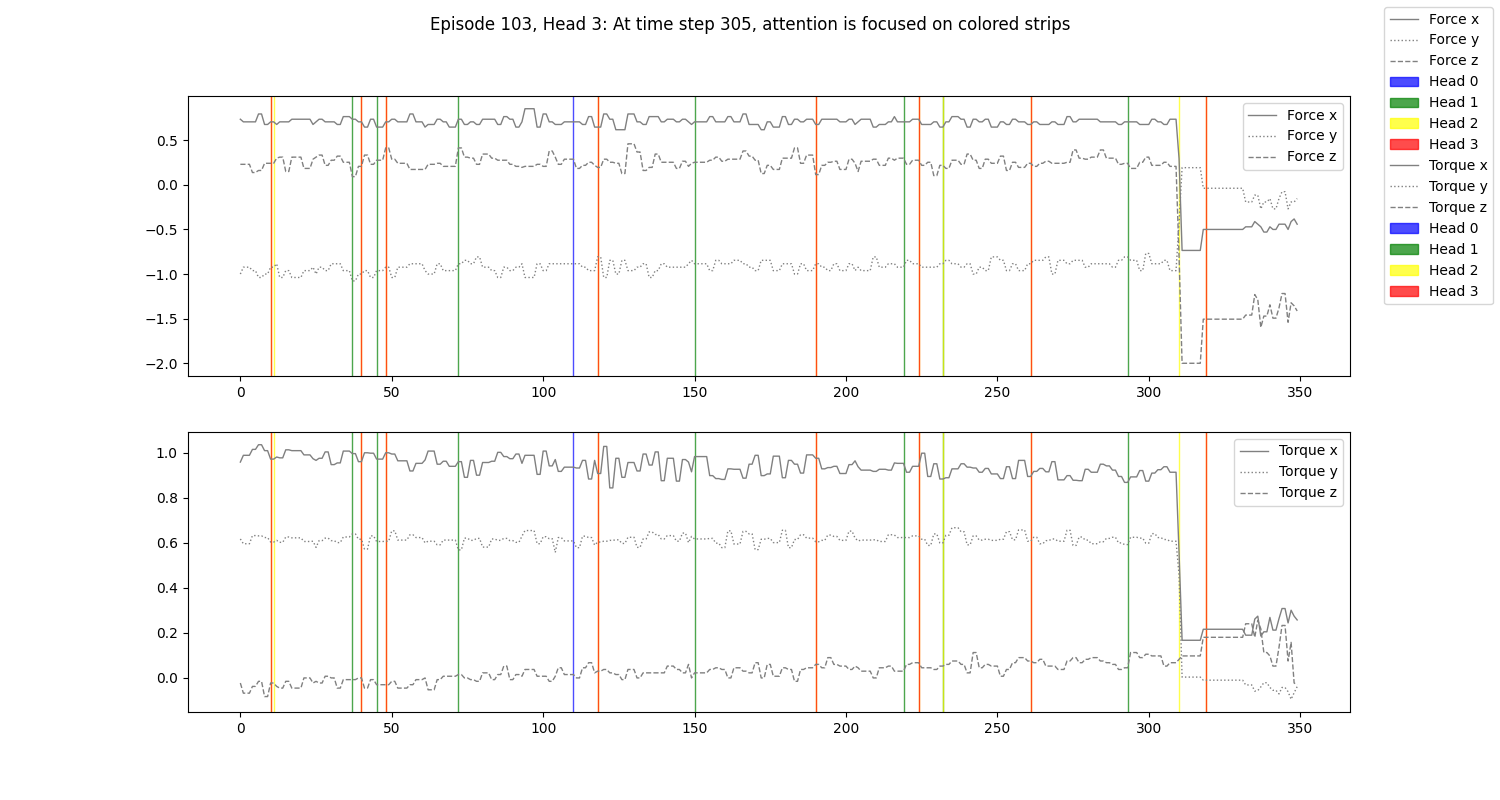 Episode 103, Head 3: At time step 305, attention is focused on colored strips
Force x
Force y
Force z
Head 0
Head 1
Head 2
Head 3
Torque x
Torque y
Torque z
Head 0
Head 1
Head 2
Head 3
Force x
Force y
Force z
0.5
0.0
−0.5
−1.0
−1.5
−2.0
0 50 100 150 200 250 300 350
Torque x
Torque y
Torque z
1.0
0.8
0.6
0.4
0.2
0.0
0 50 100 150 200 250 300 350